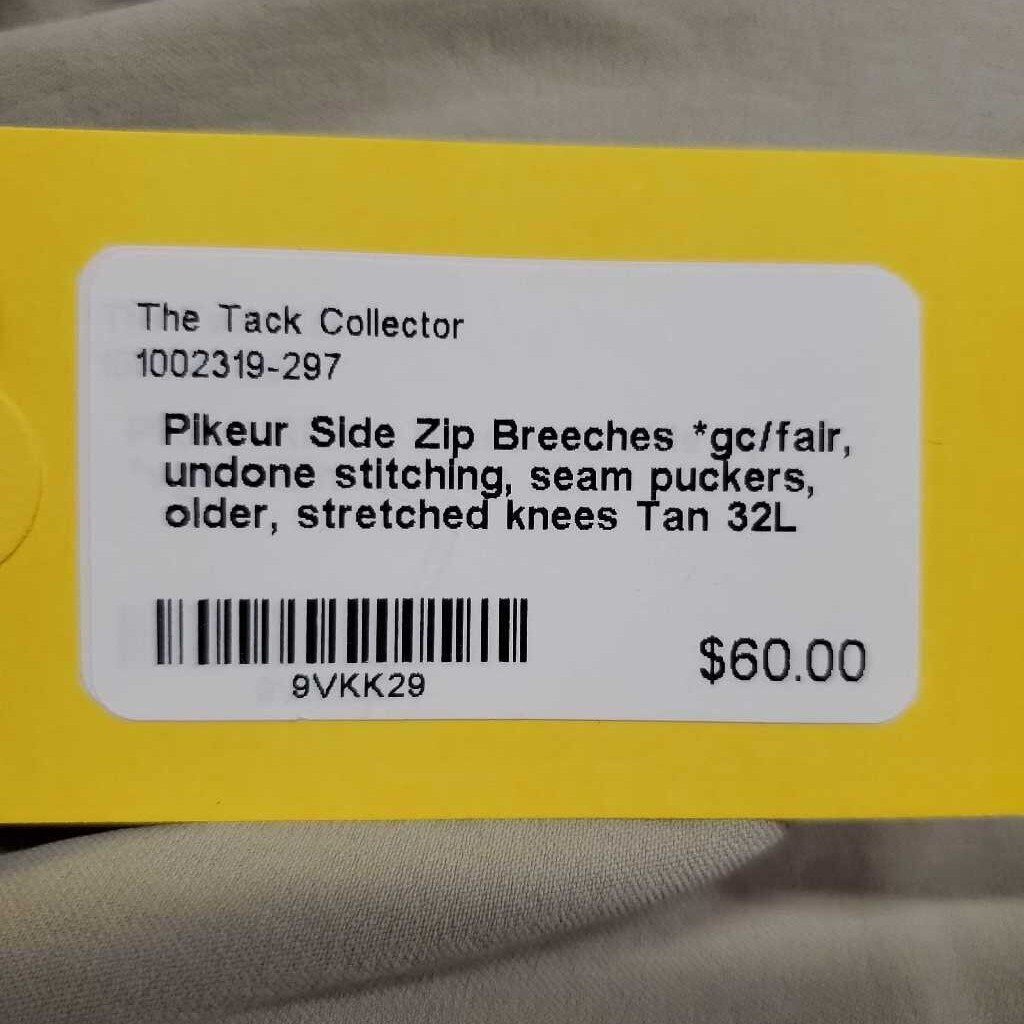 The Tack Collector
1002319-297
Pikeur Side Zip Breeches *gc/fair,
undone stitching, seam puckers,
older, stretched knees Tan 32L
9VKK29
$60.00